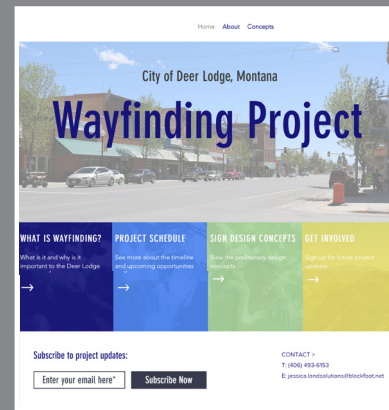 Home About Concepts
City of Deer Lodge, Montana
Wayfinding Project
WHAT IS WAYFINDING?
What is it and why is it
important to the Deer Lodge
PROJECT SCHEDULE
See more about the timeline
and upcoming opportunities
SIGN DESIGN CONCEPTS
View the preliminary design
concepts.
GET INVOLVED
Sign up for future project
updates.
Subscribe to project updates:
Enter your email here*
Subscribe Now
CONTACT >
T: (406) 493-6153
E: jessica.landsolutions@blackfoot.net